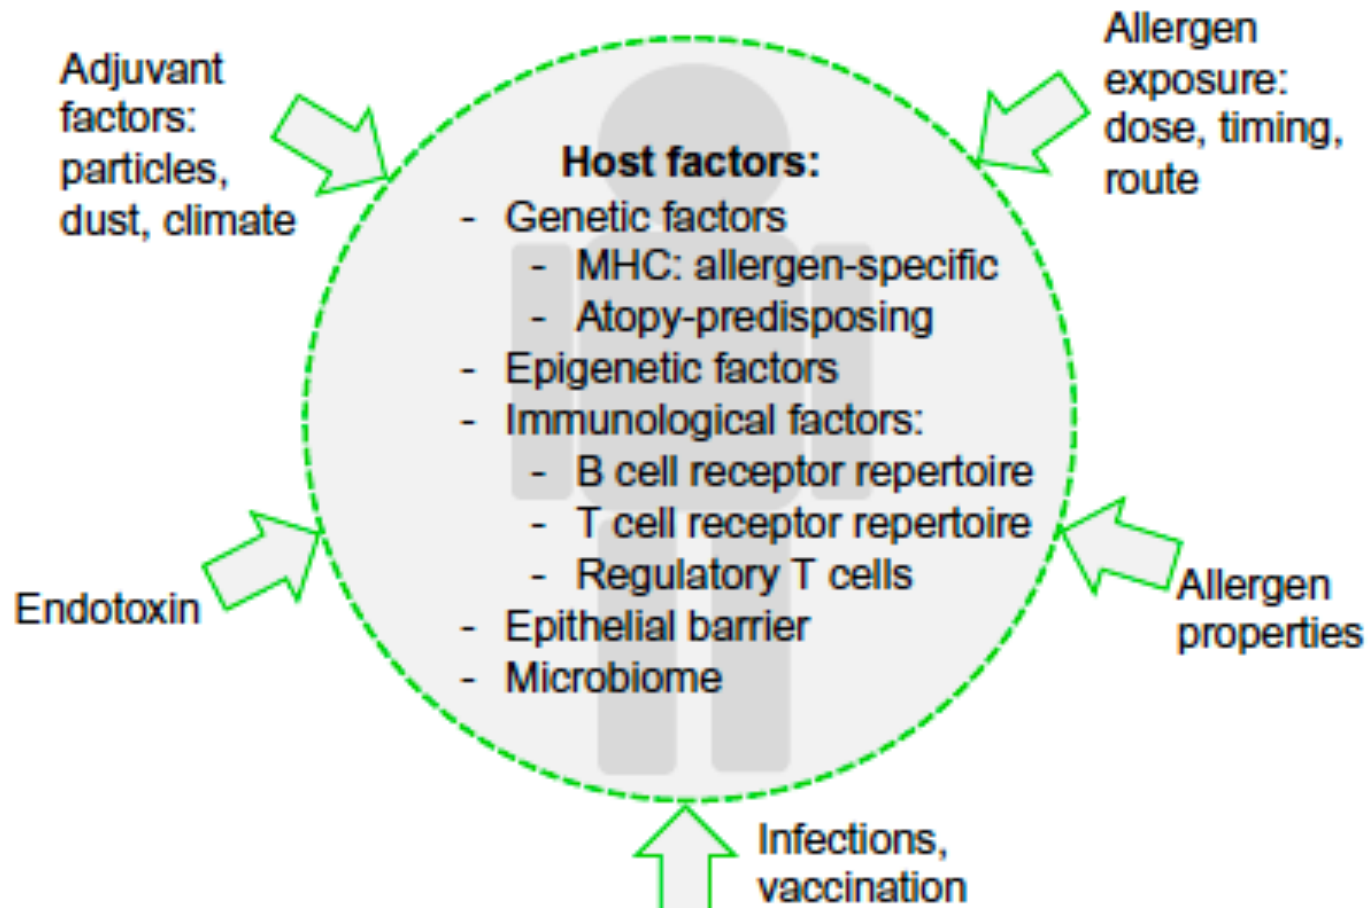 Adjuvant
factors:
particles,
dust, climate
Allergen
exposure:
dose, timing,
route
Host factors:
- Genetic factors
- MHC: allergen-specific
- Atopy-predisposing
- Epigenetic factors
- Immunological factors:
- B cell receptor repertoire
- T cell receptor repertoire
- Regulatory T cells
- Epithelial barrier
- Microbiome
Endotoxin
Allergen
properties
Infections,
vaccination